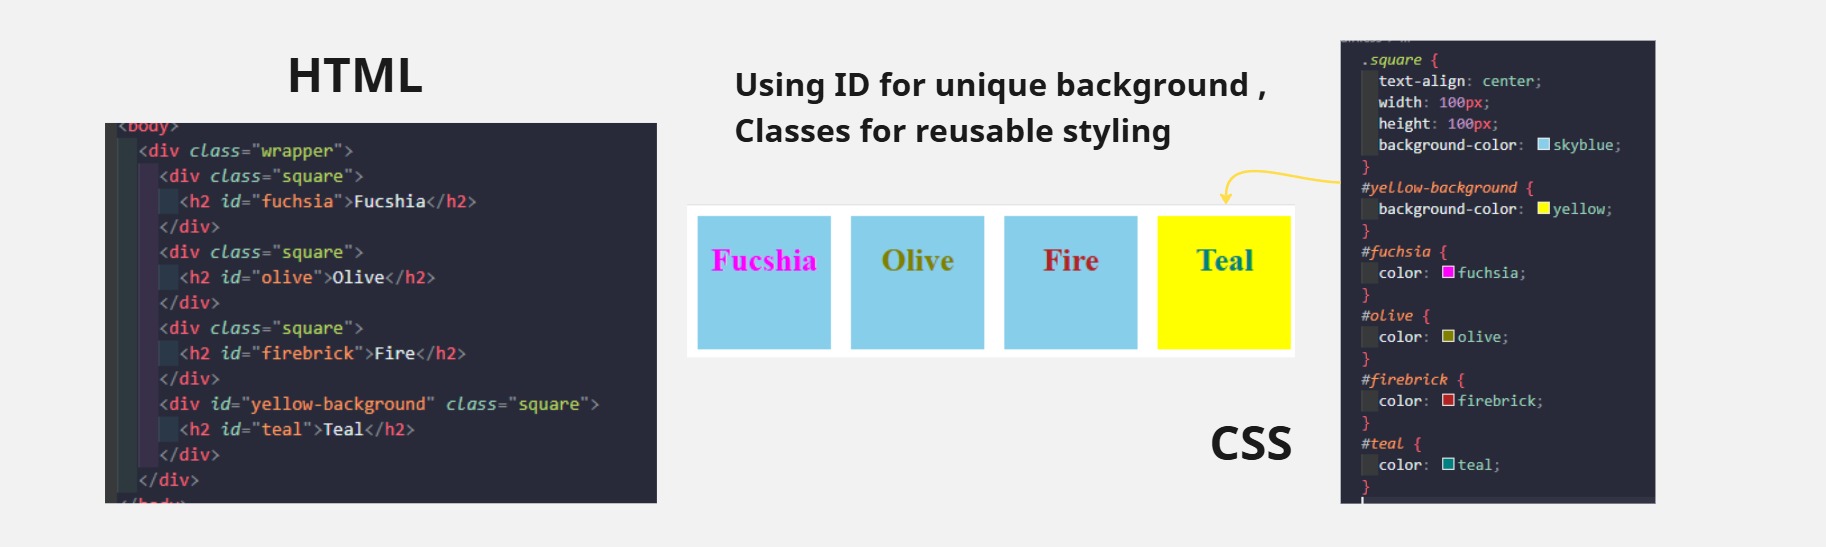 HTML
<body>
<div class="wrapper">
<div class="square">
<h2 id="fuchsia">Fucshia</h2>
</div>
<div class="square">
<h2 id="olive">Olive</h2>
</div>
<div class="square">
<h2 id="firebrick">Fire</h2>
</div>
<div id="yellow-background" class="square">
<h2 id="teal">Teal</h2>
</div>
</div>
</body>
Using ID for unique background ,
Classes for reusable styling
Fucshia Olive Fire Teal
CSS
.square {
text-align: center;
width: 100px;
height: 100px;
background-color: skyblue;
}
#yellow-background {
background-color: yellow;
}
#fuchsia {
color: fuchsia;
}
#olive {
color: olive;
}
#firebrick {
color: firebrick;
}
#teal {
color: teal;
}